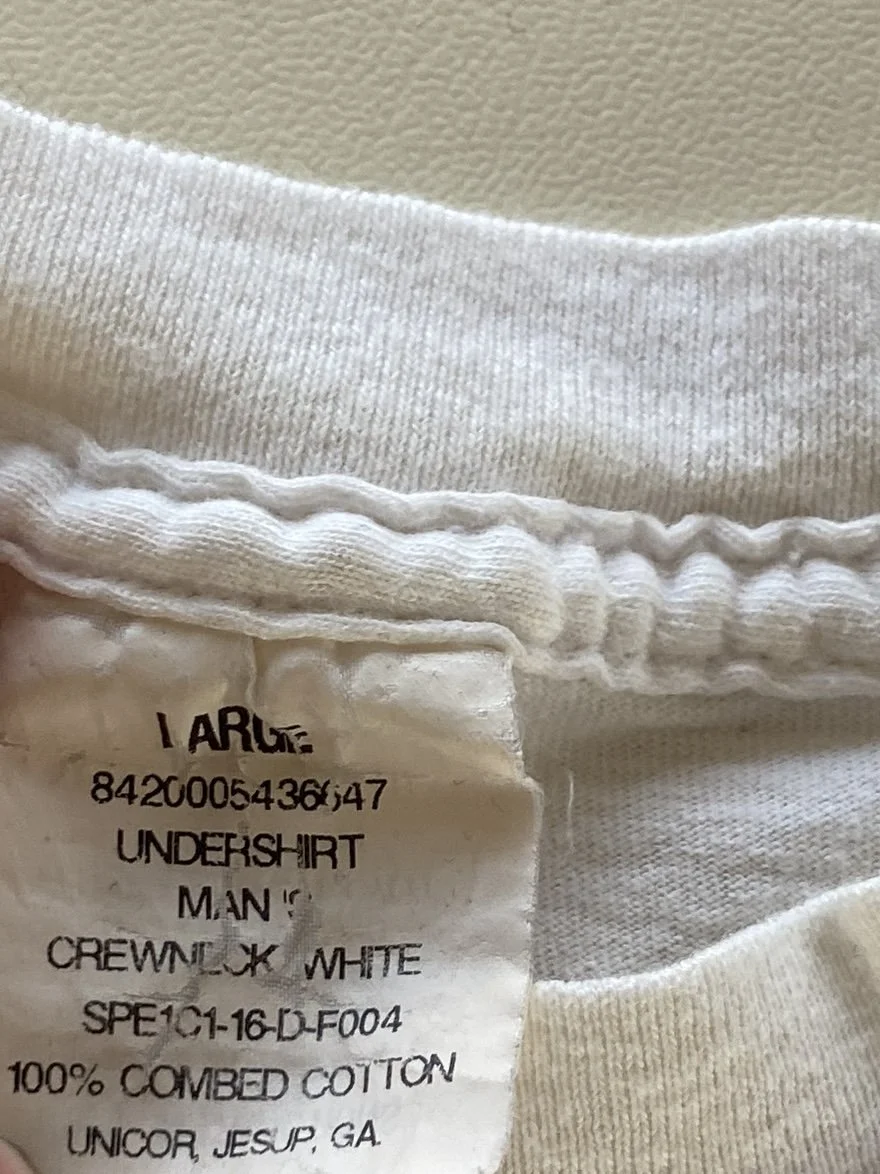 LARGE
8420005436647
UNDERSHIRT
MAN'S
CREWNECK WHITE
SPE1C1-16-D-F004
100% COMBED COTTON
UNICOR, JESUP, GA.